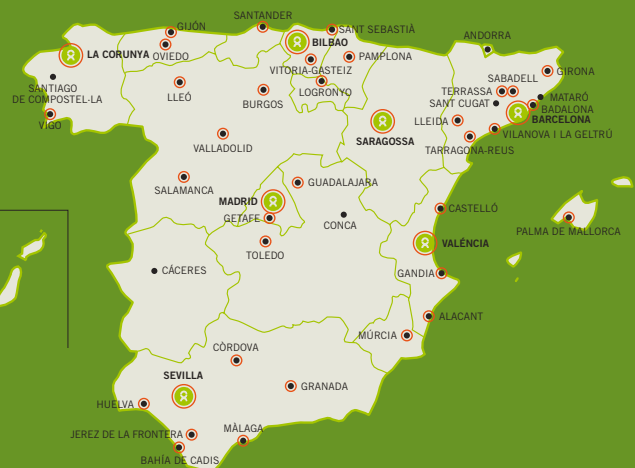 SANTANDER
GIJÓN
SANT SEBASTIÀ
ANDORRA
BILBAO
LA CORUNYA
OVIEDO
PAMPLONA
VITORIA-GASTEIZ
GIRONA
SABADELL
SANTIAGO
DE COMPOSTEL·LA
LLEÓ
BURGOS
LOGRONYO
TERRASSA
MATARÓ
SANT CUGAT
BADALONA
VIGO
LLEIDA
BARCELONA
SARAGOSSA
VILANOVA I LA GELTRÚ
VALLADOLID
TARRAGONA-REUS
SALAMANCA
GUADALAJARA
MADRID
CASTELLÓ
GETAFE
CONCA
PALMA DE MALLORCA
TOLEDO
VALÉNCIA
CÁCERES
GANDIA
ALACANT
MÚRCIA
CÒRDOVA
SEVILLA
GRANADA
HUELVA
MÀLAGA
JEREZ DE LA FRONTERA
BAHÍA DE CADIS